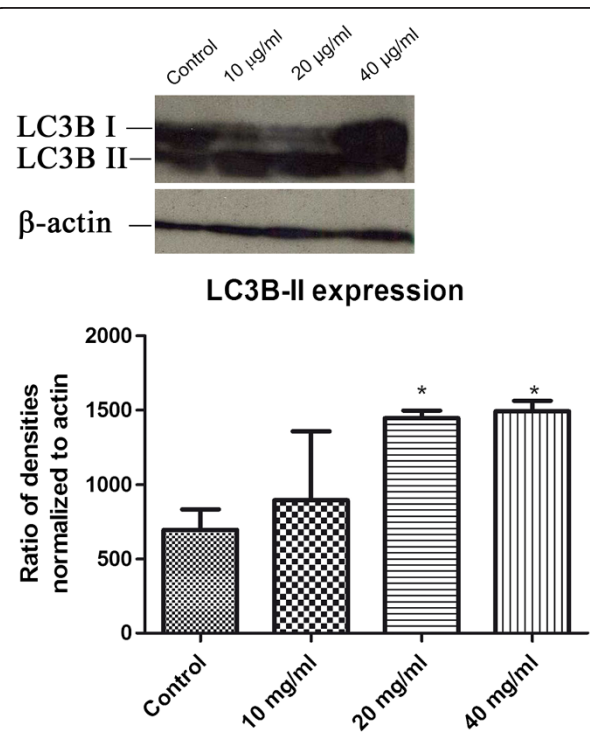 Control 10 µg/ml 20 µg/ml 40 µg/ml
LC3B I
LC3B II
β-actin
LC3B-II expression
Ratio of densities
normalized to actin
2000
1500
1000
500
0
* *
Control 10 mg/ml 20 mg/ml 40 mg/ml